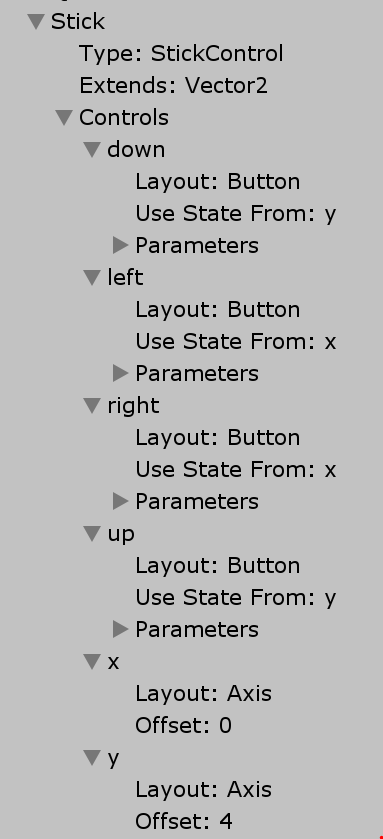 Stick
Type: StickControl
Extends: Vector2
Controls
down
Layout: Button
Use State From: y
Parameters
left
Layout: Button
Use State From: x
Parameters
right
Layout: Button
Use State From: x
Parameters
up
Layout: Button
Use State From: y
Parameters
x
Layout: Axis
Offset: 0
y
Layout: Axis
Offset: 4